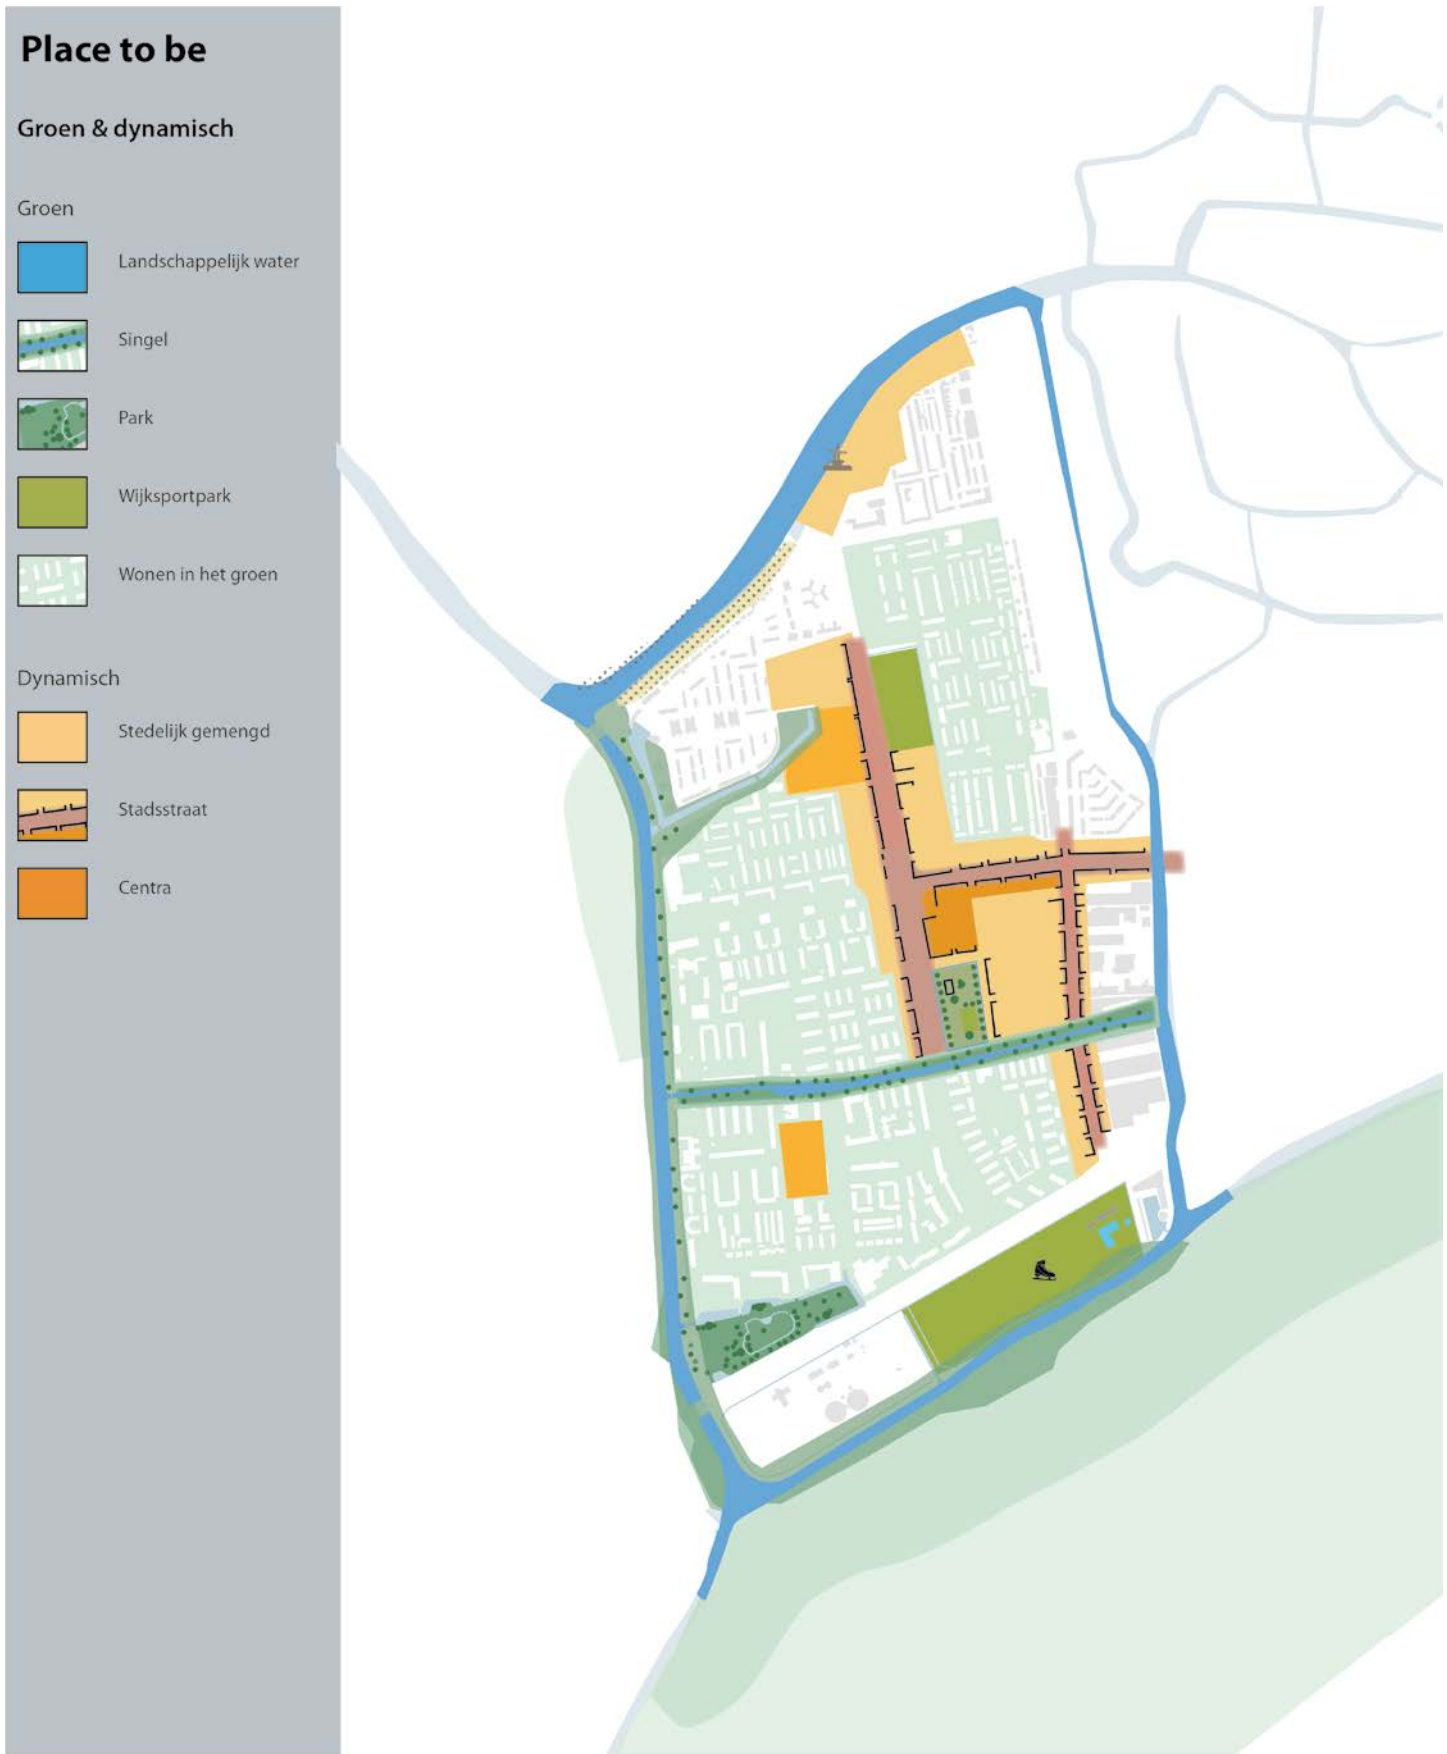 Place to be
Groen & dynamisch
Groen
Landschappelijk water
Singel
Park
Wijksportpark
Wonen in het groen
Dynamisch
Stedelijk gemengd
Stadsstraat
Centra